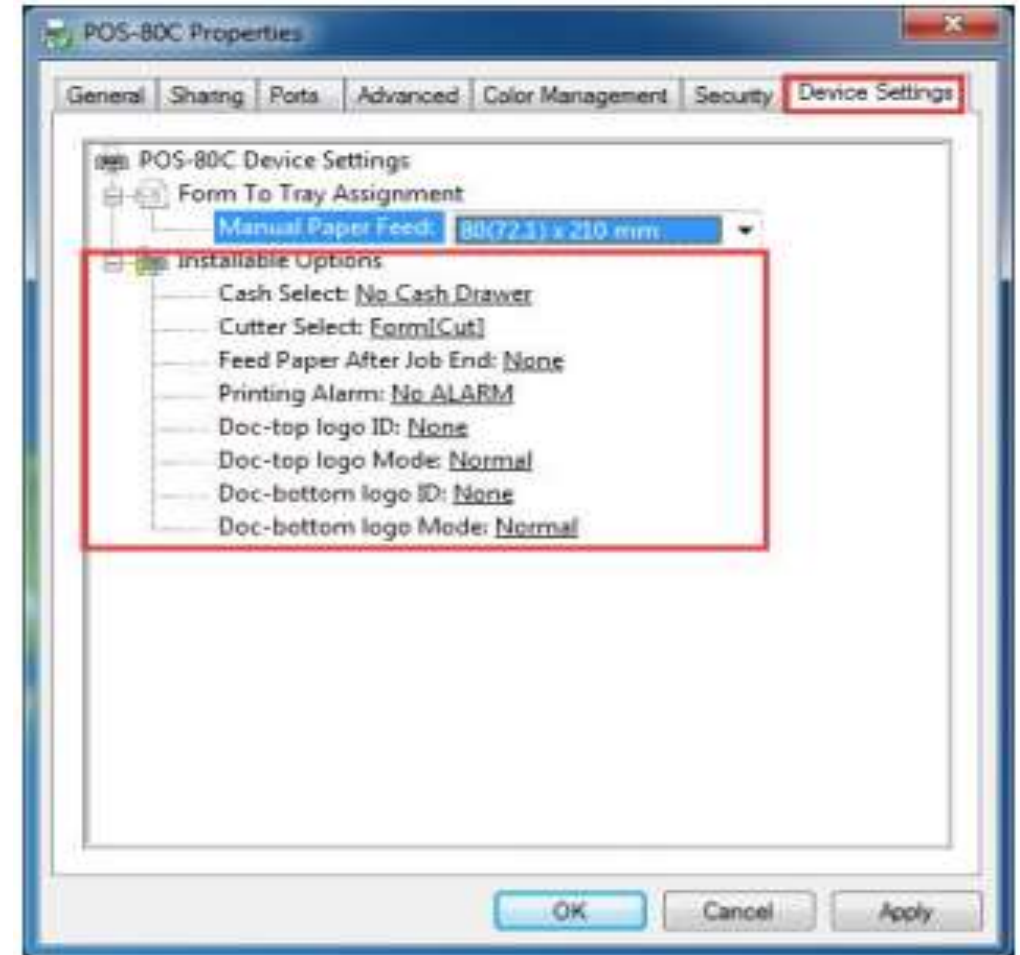 POS-80C Properties
General Sharing Ports Advanced Color Management Security Device Settings
POS-80C Device Settings
Form To Tray Assignment
Manual Paper Feed: 80(72.1) x 210 mm
Installable Options
Cash Select: No Cash Drawer
Cutter Select: Form[Cut]
Feed Paper After Job End: None
Printing Alarm: No ALARM
Doc-top logo ID: None
Doc-top logo Mode: Normal
Doc-bottom logo ID: None
Doc-bottom logo Mode: Normal
OK Cancel Apply